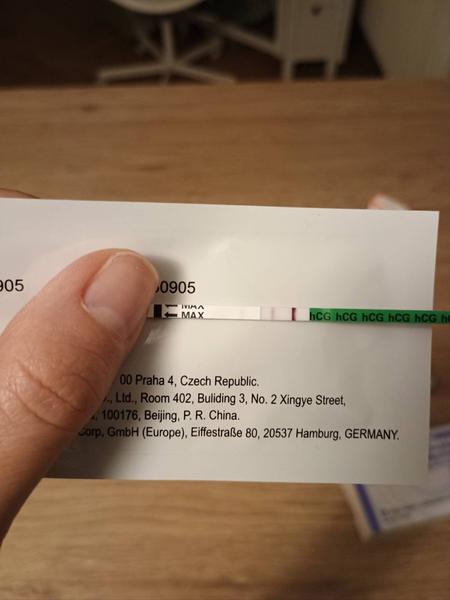 905
0905
MAX
MAX
hCG hCG hCG hCG hCG
00 Praha 4, Czech Republic.
., Ltd., Room 402, Buliding 3, No. 2 Xingye Street,
, 100176, Beijing, P. R. China.
Corp, GmbH (Europe), Eiffestraße 80, 20537 Hamburg, GERMANY.